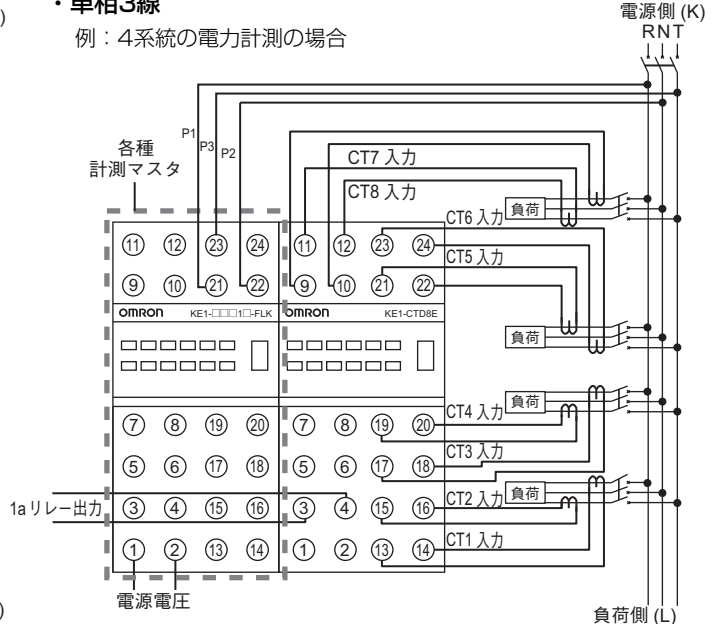 ・単相3線
例：4系統の電力計測の場合
電源側 (K)
R N T
P1
P3
P2
各種
計測マスタ
CT7 入力
CT8 入力
負荷
CT6 入力
⑪ ⑫ ㉓ ㉔ ⑪ ⑫ ㉓ ㉔
CT5 入力
⑨ ⑩ ㉑ ㉒ ⑨ ⑩ ㉑ ㉒
OMRON KE1-□□□1□-FLK OMRON KE1-CTD8E
負荷
負荷
CT4 入力
⑦ ⑧ ⑲ ⑳ ⑦ ⑧ ⑲ ⑳
CT3 入力
⑤ ⑥ ⑰ ⑱ ⑤ ⑥ ⑰ ⑱
負荷
CT2 入力
1a リレー出力
③ ④ ⑮ ⑯ ③ ④ ⑮ ⑯
CT1 入力
① ② ⑬ ⑭ ① ② ⑬ ⑭
電源電圧
負荷側 (L)